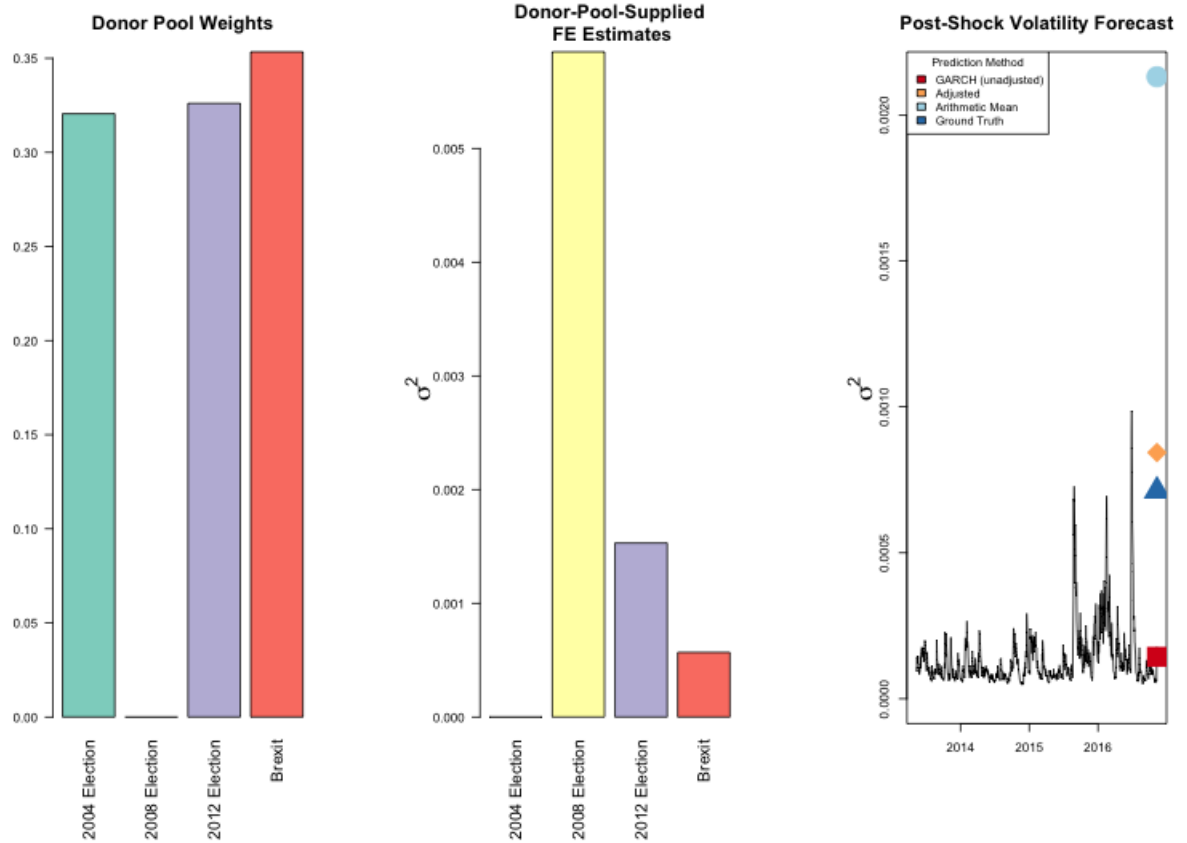 Donor Pool Weights
0.35
0.30
0.25
0.20
0.15
0.10
0.05
0.00
2004 Election
2008 Election
2012 Election
Brexit
Donor-Pool-Supplied
FE Estimates
σ²
0.005
0.004
0.003
0.002
0.001
0.000
2004 Election
2008 Election
2012 Election
Brexit
Post-Shock Volatility Forecast
Prediction Method
GARCH (unadjusted)
Adjusted
Arithmetic Mean
Ground Truth
σ²
0.0020
0.0015
0.0010
0.0005
0.0000
2014
2015
2016